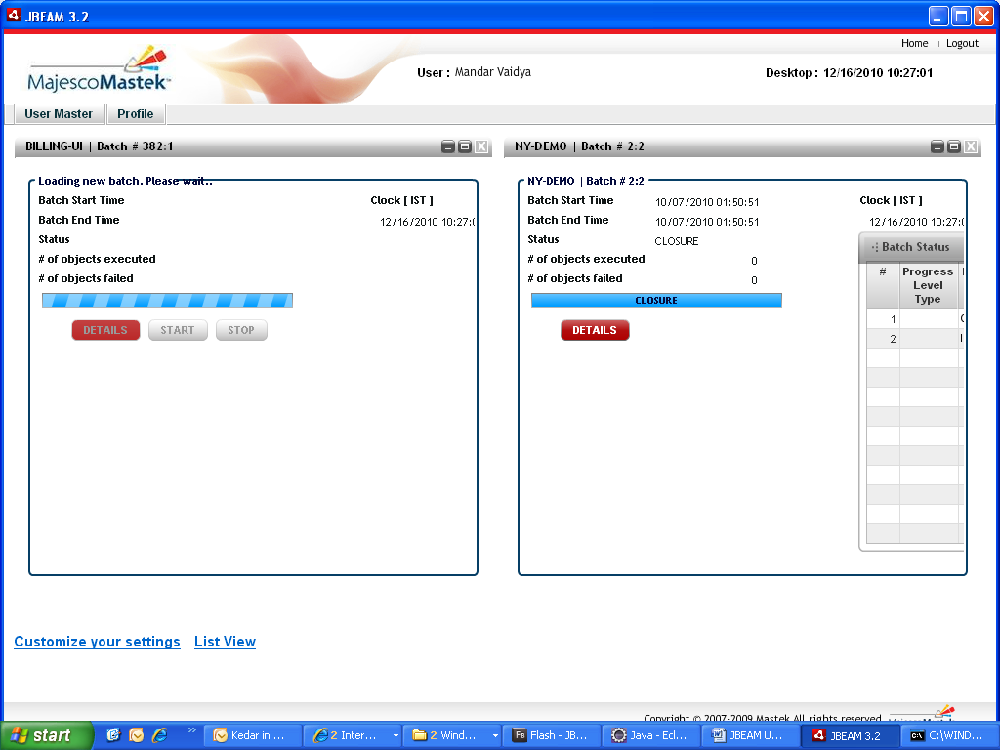 JBEAM 3.2
Home | Logout
MajescoMastek
User : Mandar Vaidya
Desktop : 12/16/2010 10:27:01
User Master
Profile
BILLING-UI | Batch # 382:1
Loading new batch. Please wait..
Batch Start Time
Clock [ IST ]
Batch End Time
12/16/2010 10:27:0
Status
# of objects executed
# of objects failed
DETAILS
START
STOP
NY-DEMO | Batch # 2:2
NY-DEMO | Batch # 2:2
Batch Start Time 10/07/2010 01:50:51
Clock [ IST ]
Batch End Time 10/07/2010 01:50:51
12/16/2010 10:27:0
Status CLOSURE
# of objects executed 0
# of objects failed 0
CLOSURE
DETAILS
Batch Status
# Progress Level Type
1
2
Customize your settings List View
Copyright © 2007-2009 Mastek All rights reserved
start
Kedar in ...
2 Inter...
2 Wind...
Flash - JB...
Java - Ecl...
JBEAM U...
JBEAM 3.2
C:\WIND...